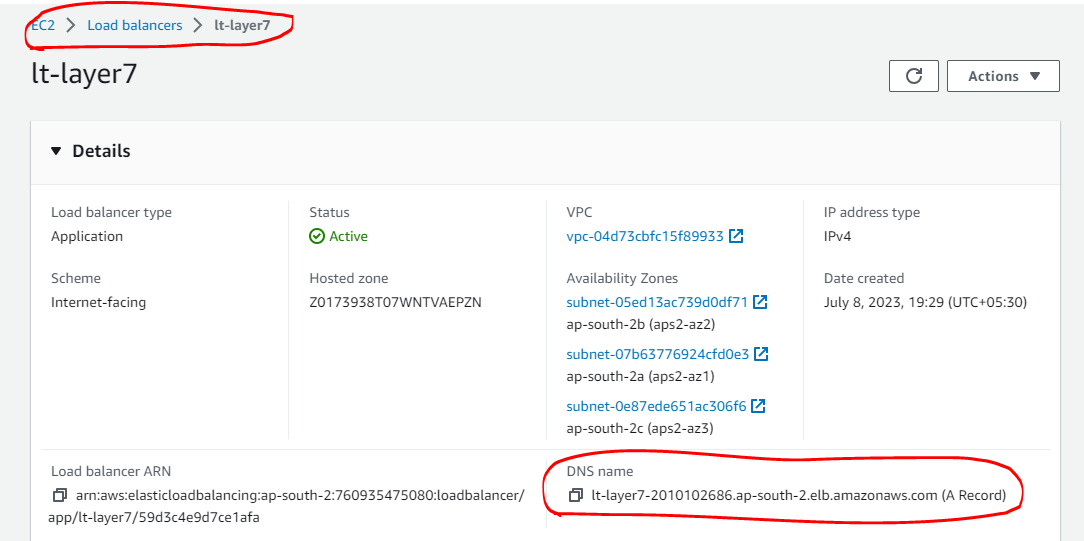 EC2 > Load balancers > lt-layer7
lt-layer7
Actions
Details
Load balancer type
Application
Status
Active
VPC
vpc-04d73cbfc15f89933
IP address type
IPv4
Scheme
Internet-facing
Hosted zone
Z0173938T07WNTVAEPZN
Availability Zones
subnet-05ed13ac739d0df71
ap-south-2b (aps2-az2)
subnet-07b63776924cfd0e3
ap-south-2a (aps2-az1)
subnet-0e87ede651ac306f6
ap-south-2c (aps2-az3)
Date created
July 8, 2023, 19:29 (UTC+05:30)
Load balancer ARN
arn:aws:elasticloadbalancing:ap-south-2:760935475080:loadbalancer/
app/lt-layer7/59d3c4e9d7ce1afa
DNS name
lt-layer7-2010102686.ap-south-2.elb.amazonaws.com (A Record)